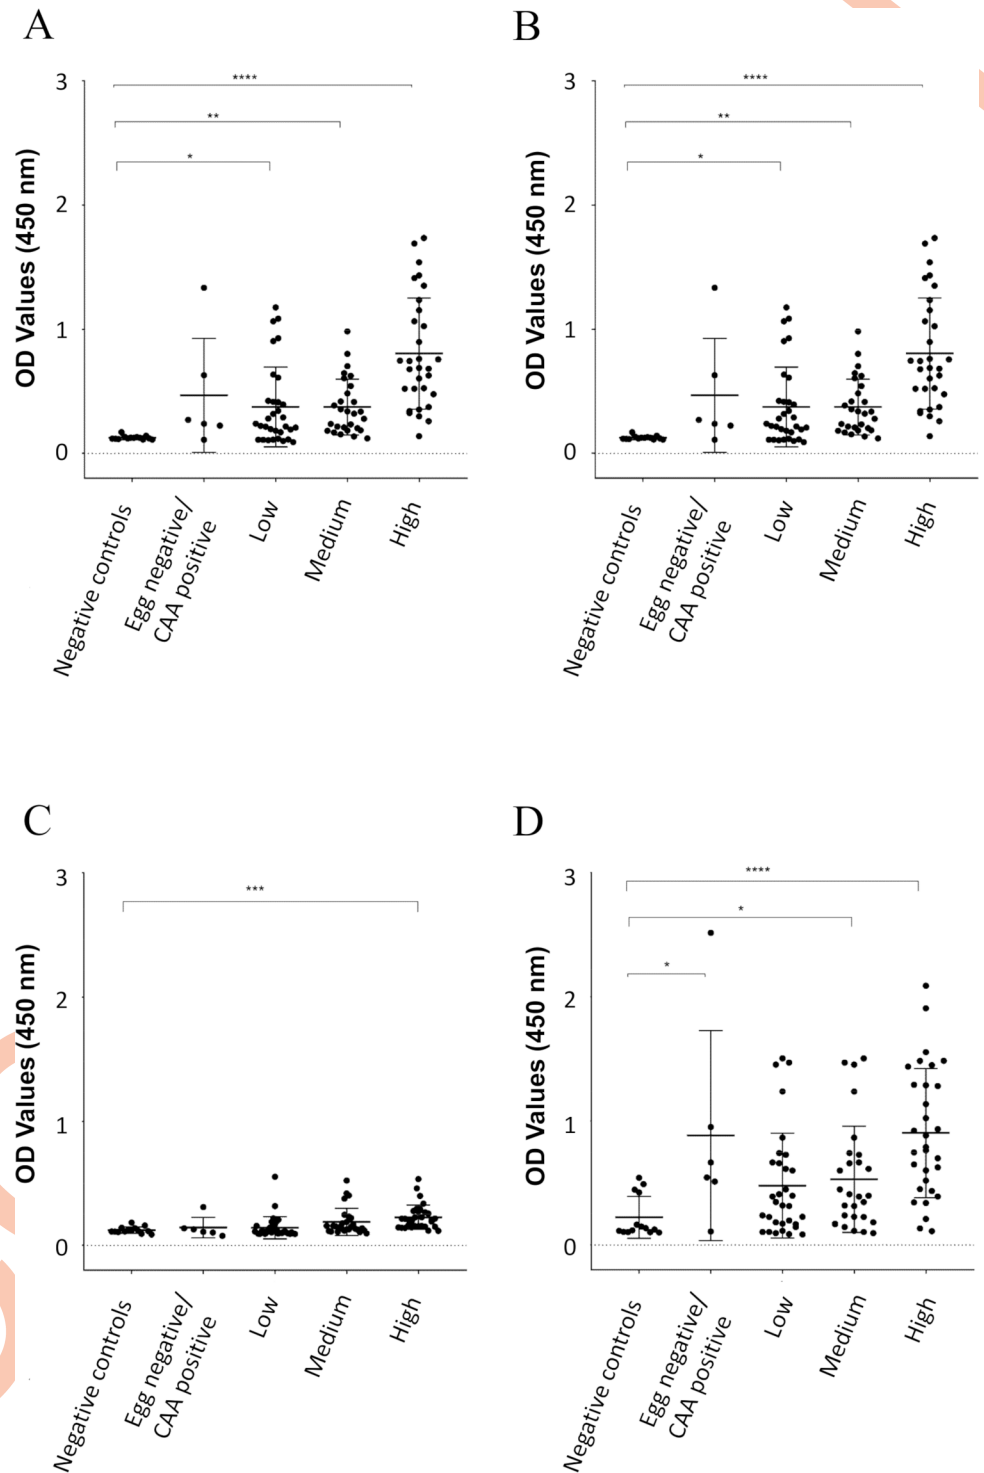 A
OD Values (450 nm)
3
2
1
0
****
**
*
Negative controls
Egg negative/
CAA positive
Low
Medium
High
B
OD Values (450 nm)
3
2
1
0
****
**
*
Negative controls
Egg negative/
CAA positive
Low
Medium
High
C
OD Values (450 nm)
3
2
1
0
***
Negative controls
Egg negative/
CAA positive
Low
Medium
High
D
OD Values (450 nm)
3
2
1
0
****
*
*
Negative controls
Egg negative/
CAA positive
Low
Medium
High